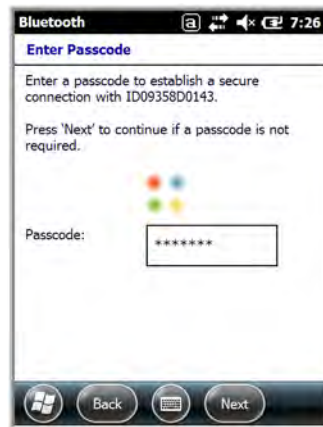 Bluetooth a 7:26
Enter Passcode
Enter a passcode to establish a secure
connection with ID09358D0143.
Press 'Next' to continue if a passcode is not
required.
Passcode: *******
Back Next